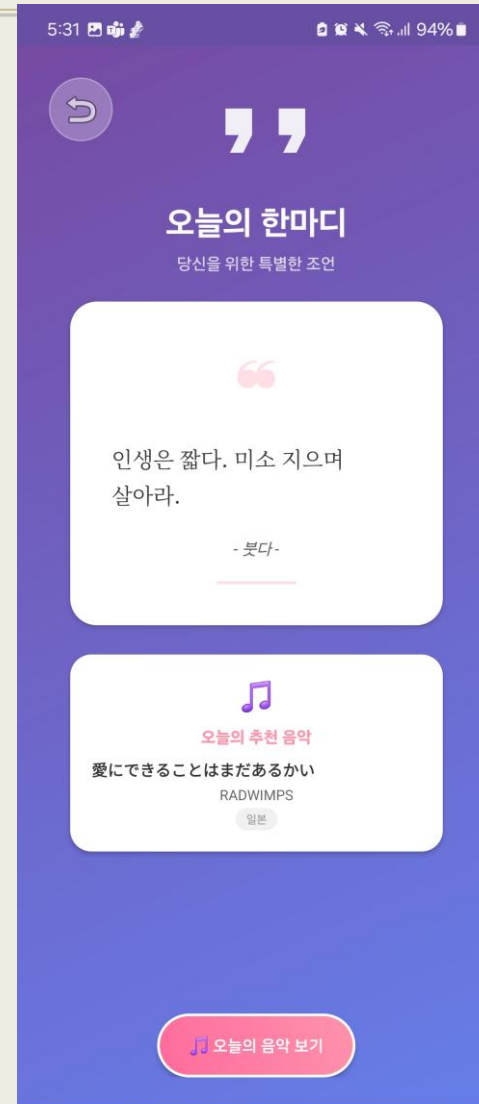 5:31
94%
오늘의 한마디
당신을 위한 특별한 조언
인생은 짧다. 미소 지으며
살아라.
- 붓다 -
오늘의 추천 음악
愛にできることはまだあるかい
RADWIMPS
일본
오늘의 음악 보기